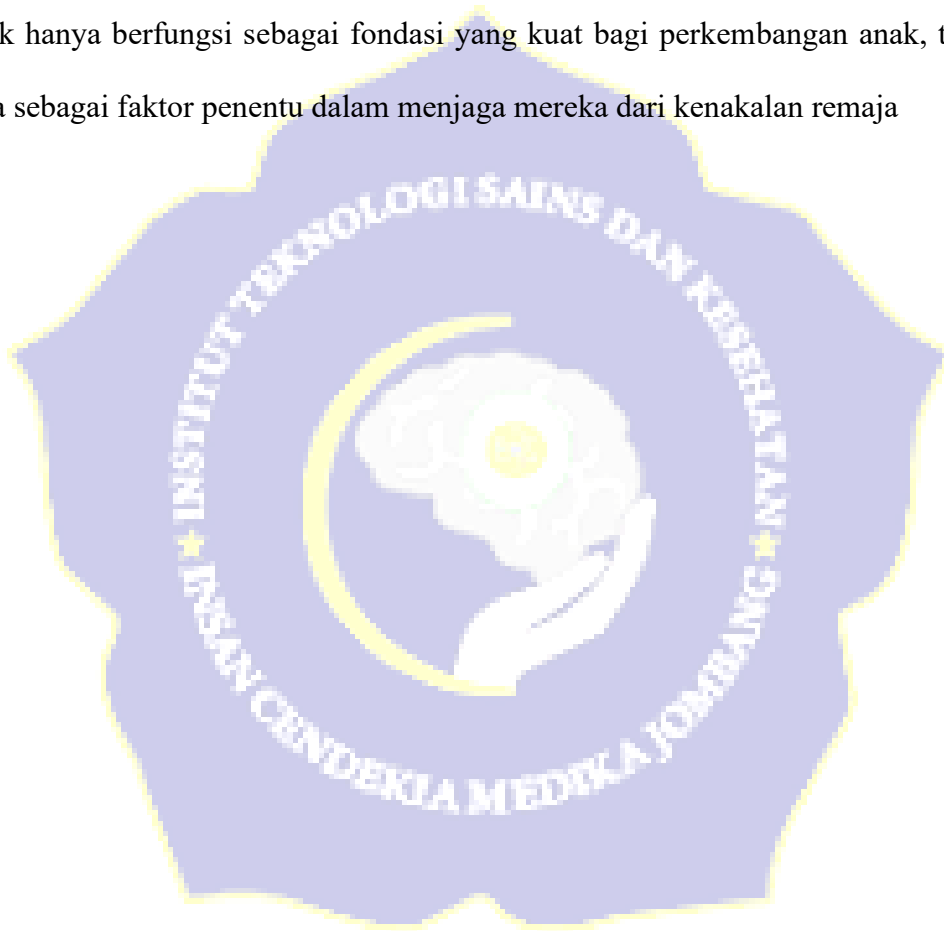 k hanya berfungsi sebagai fondasi yang kuat bagi perkembangan anak, t
a sebagai faktor penentu dalam menjaga mereka dari kenakalan remaja
INSTITUT TEKNOLOGI SAINS DAN KESEHATAN
INSAN CENDEKIA MEDIKA JOMBANG